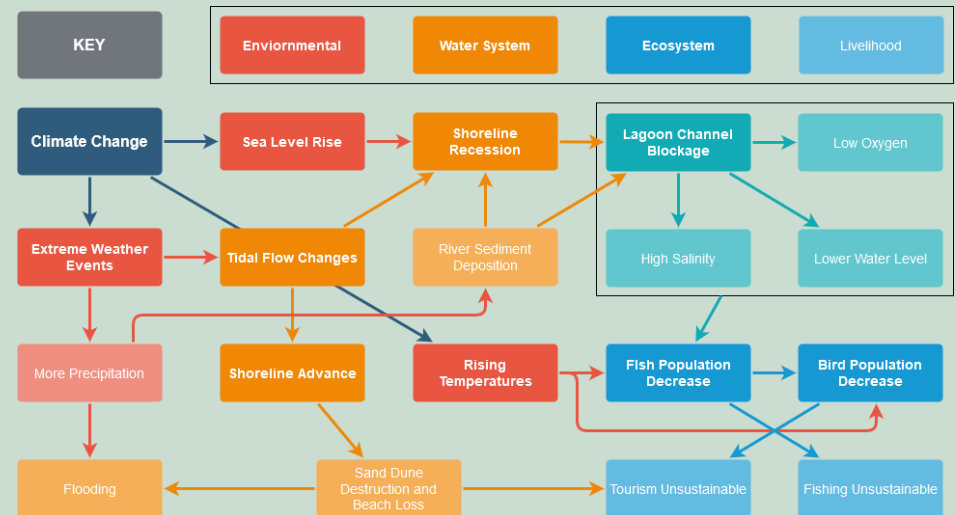 KEY
Enviornmental
Water System
Ecosystem
Livelihood
Climate Change
Sea Level Rise
Shoreline
Recession
Lagoon Channel
Blockage
Low Oxygen
Extreme Weather
Events
Tidal Flow Changes
River Sediment
Deposition
High Salinity
Lower Water Level
More Precipitation
Shoreline Advance
Rising
Temperatures
FIsh Population
Decrease
Bird Population
Decrease
Flooding
Sand Dune
Destruction and
Beach Loss
Tourism Unsustainable
Fishing Unsustainable